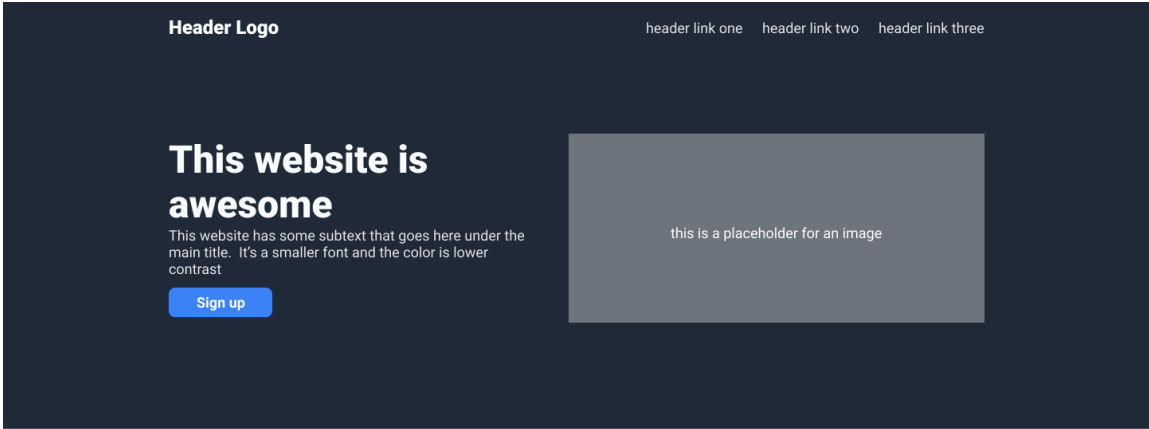 Header Logo
header link one
header link two
header link three
This website is
awesome
This website has some subtext that goes here under the
main title.  It’s a smaller font and the color is lower
contrast
Sign up
this is a placeholder for an image